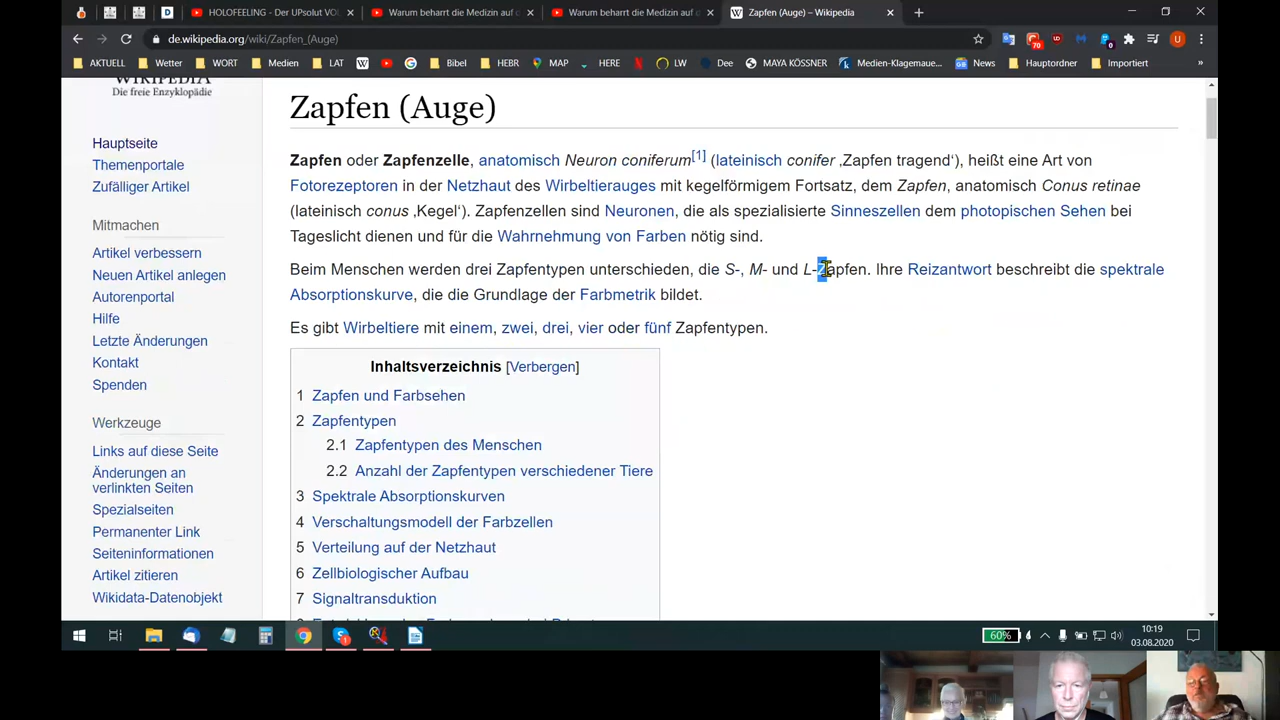 HOLOFEELING - Der UPsolut VO
Warum beharrt die Medizin auf d
Warum beharrt die Medizin auf d
Zapfen (Auge) – Wikipedia
de.wikipedia.org/wiki/Zapfen_(Auge)
70
0
U
AKTUELL
Wetter
WORT
Medien
LAT
Bibel
HEBR
MAP
HERE
LW
Dee
MAYA KÖSSNER
Medien-Klagemaue...
News
Hauptordner
Importiert
»
WIKIPEDIA
Die freie Enzyklopädie
Hauptseite
Themenportale
Zufälliger Artikel
Mitmachen
Artikel verbessern
Neuen Artikel anlegen
Autorenportal
Hilfe
Letzte Änderungen
Kontakt
Spenden
Werkzeuge
Links auf diese Seite
Änderungen an
verlinkten Seiten
Spezialseiten
Permanenter Link
Seiteninformationen
Artikel zitieren
Wikidata-Datenobjekt
Zapfen (Auge)
Zapfen oder Zapfenzelle, anatomisch Neuron coniferum[1] (lateinisch conifer ‚Zapfen tragend‘), heißt eine Art von
Fotorezeptoren in der Netzhaut des Wirbeltierauges mit kegelförmigem Fortsatz, dem Zapfen, anatomisch Conus retinae
(lateinisch conus ‚Kegel‘). Zapfenzellen sind Neuronen, die als spezialisierte Sinneszellen dem photopischen Sehen bei
Tageslicht dienen und für die Wahrnehmung von Farben nötig sind.
Beim Menschen werden drei Zapfentypen unterschieden, die S-, M- und L-Zapfen. Ihre Reizantwort beschreibt die spektrale
Absorptionskurve, die die Grundlage der Farbmetrik bildet.
Es gibt Wirbeltiere mit einem, zwei, drei, vier oder fünf Zapfentypen.
Inhaltsverzeichnis [Verbergen]
1 Zapfen und Farbsehen
2 Zapfentypen
2.1 Zapfentypen des Menschen
2.2 Anzahl der Zapfentypen verschiedener Tiere
3 Spektrale Absorptionskurven
4 Verschaltungsmodell der Farbzellen
5 Verteilung auf der Netzhaut
6 Zellbiologischer Aufbau
7 Signaltransduktion
60%
10:19
03.08.2020